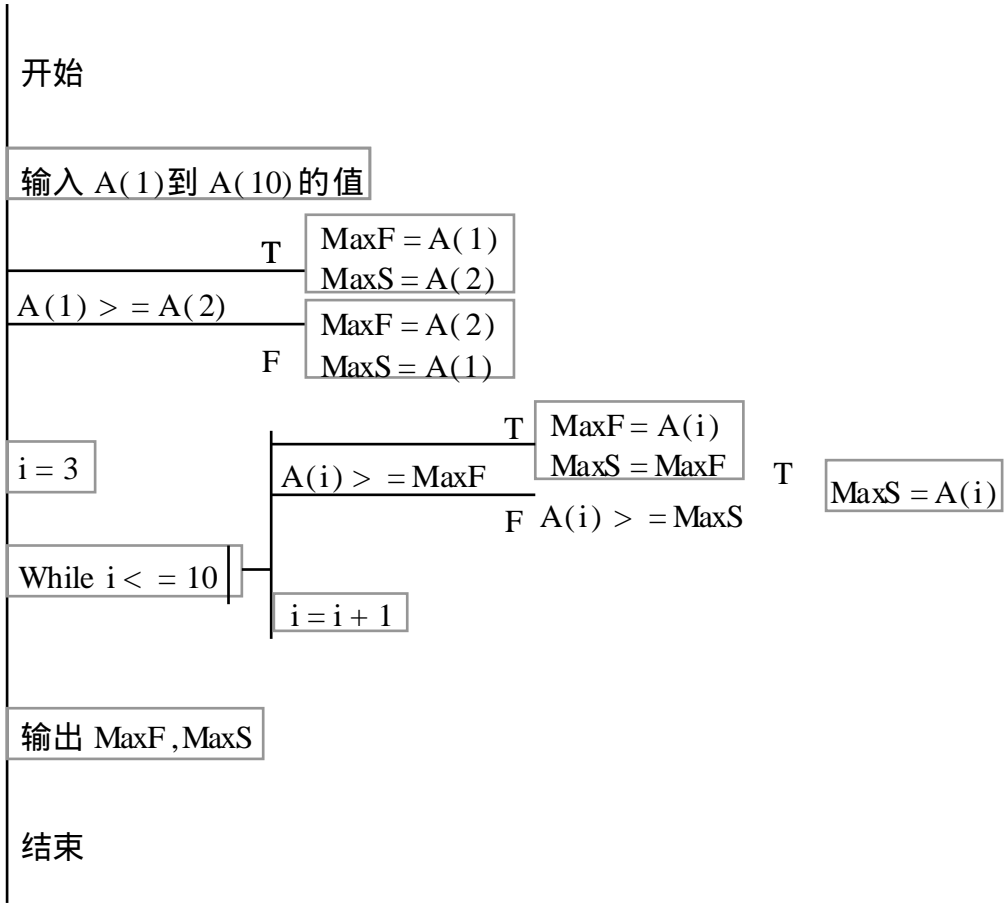 开始
输入 A(1)到 A(10)的值
T
MaxF = A(1)
MaxS = A(2)
A(1) > = A(2)
MaxF = A(2)
MaxS = A(1)
F
i = 3
T
MaxF = A(i)
MaxS = MaxF
A(i) > = MaxF
T
MaxS = A(i)
F
A(i) > = MaxS
While i < = 10
i = i + 1
输出 MaxF ,MaxS
结束